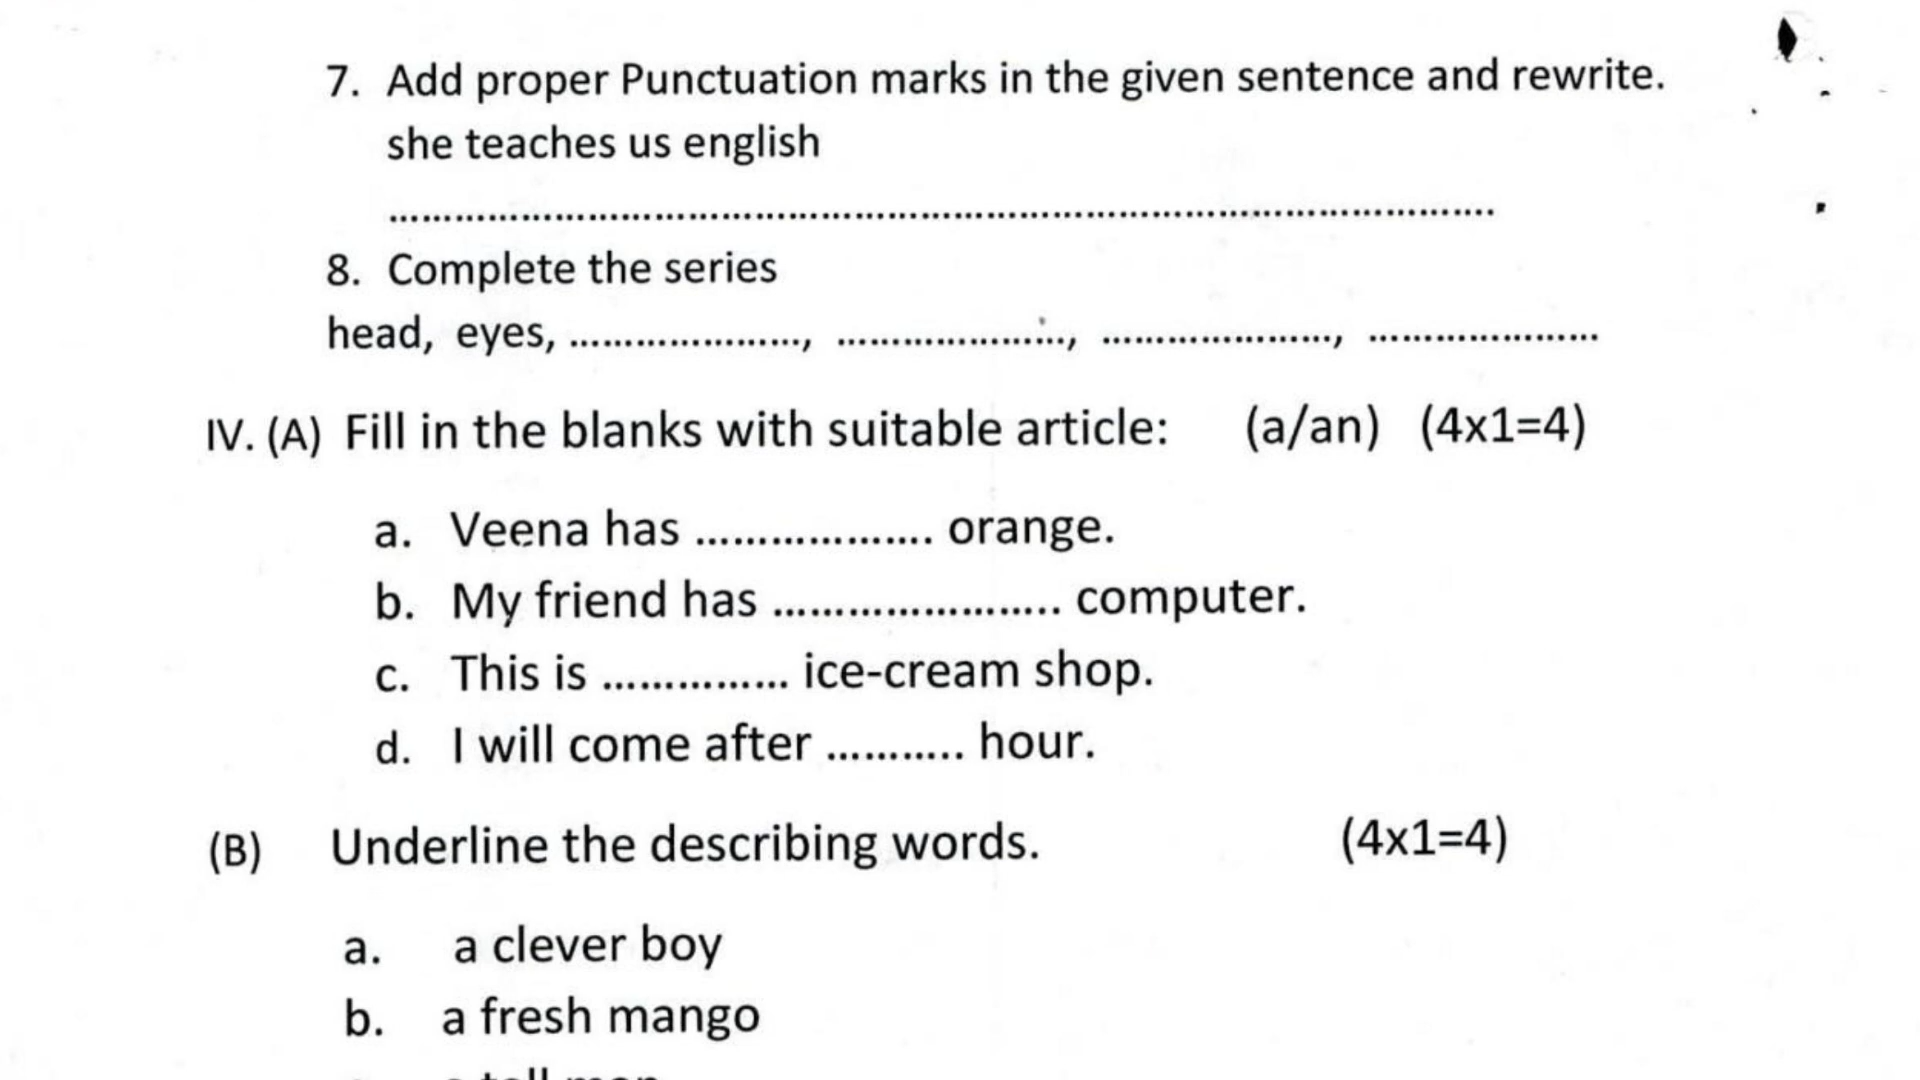 7. Add proper Punctuation marks in the given sentence and rewrite.
she teaches us english
....................................................................................................
8. Complete the series
head, eyes, ....................., ....................., ....................., .....................
IV. (A) Fill in the blanks with suitable article: (a/an) (4x1=4)
a. Veena has ................... orange.
b. My friend has ....................... computer.
c. This is ............... ice-cream shop.
d. I will come after ........... hour.
(B) Underline the describing words. (4x1=4)
a. a clever boy
b. a fresh mango
a tall man